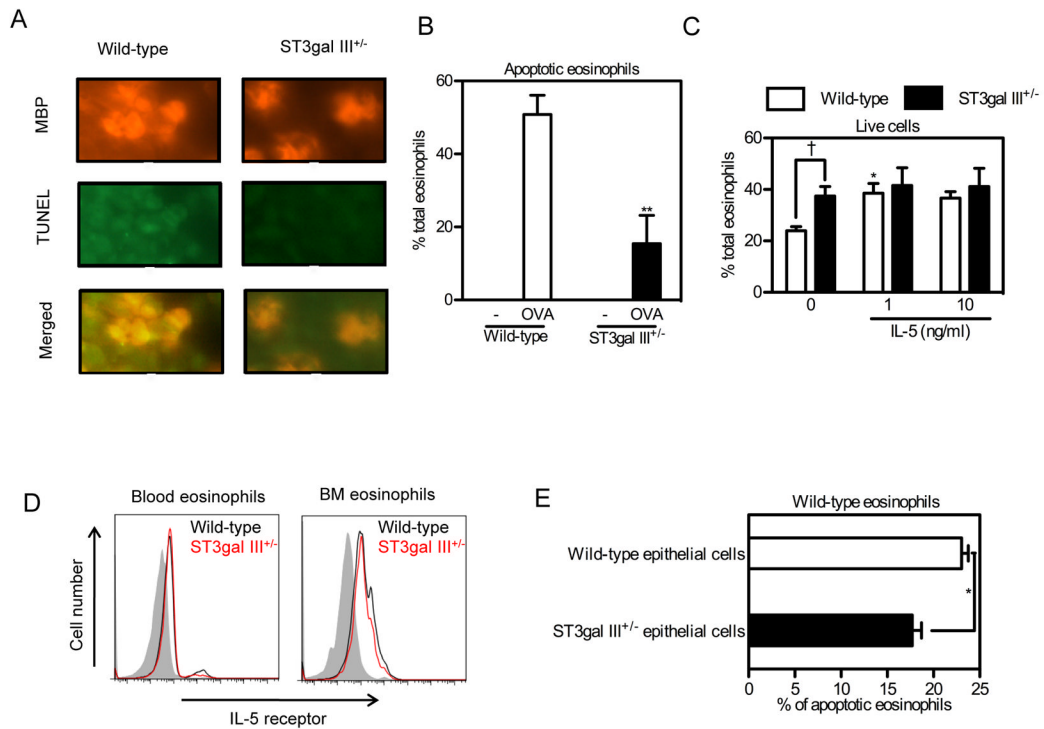 A
Wild-type
ST3gal III+/-
MBP
TUNEL
Merged
B
Apoptotic eosinophils
% total eosinophils
60
40
20
0
- OVA - OVA
Wild-type ST3gal III+/-
**
C
Wild-type ST3gal III+/-
Live cells
% total eosinophils
60
40
20
0
†
*
0 1 10
IL-5 (ng/ml)
D
Blood eosinophils
BM eosinophils
Wild-type
ST3gal III+/-
Wild-type
ST3gal III+/-
Cell number
IL-5 receptor
E
Wild-type eosinophils
Wild-type epithelial cells
ST3gal III+/- epithelial cells
*
0 5 10 15 20 25
% of apoptotic eosinophils